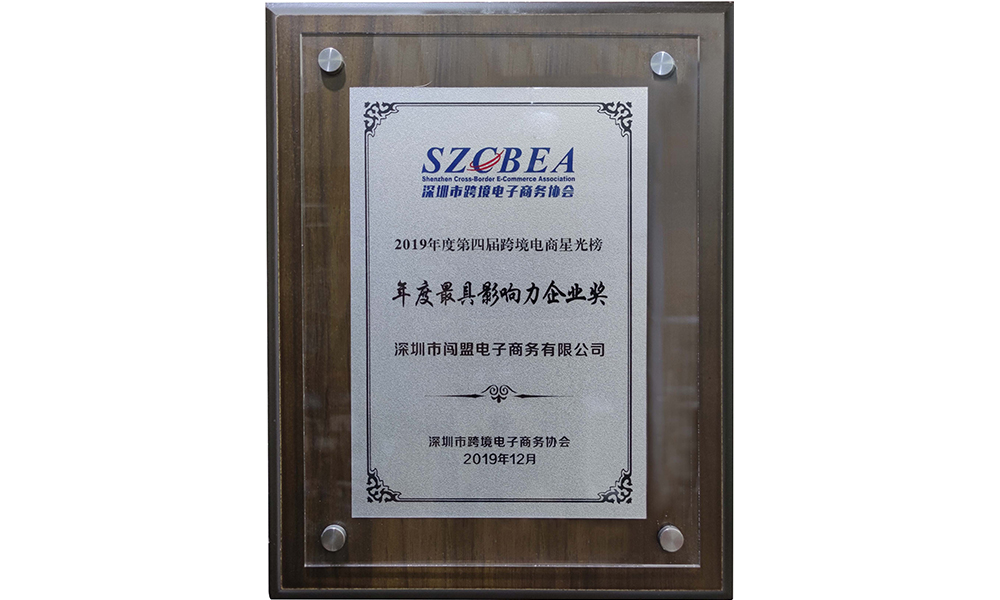 SZCBEA
Shenzhen Cross-Border E-Commerce Association
深圳市跨境电子商务协会
2019年度第四届跨境电商星光榜
年度最具影响力企业奖
深圳市闯盟电子商务有限公司
深圳市跨境电子商务协会
2019年12月